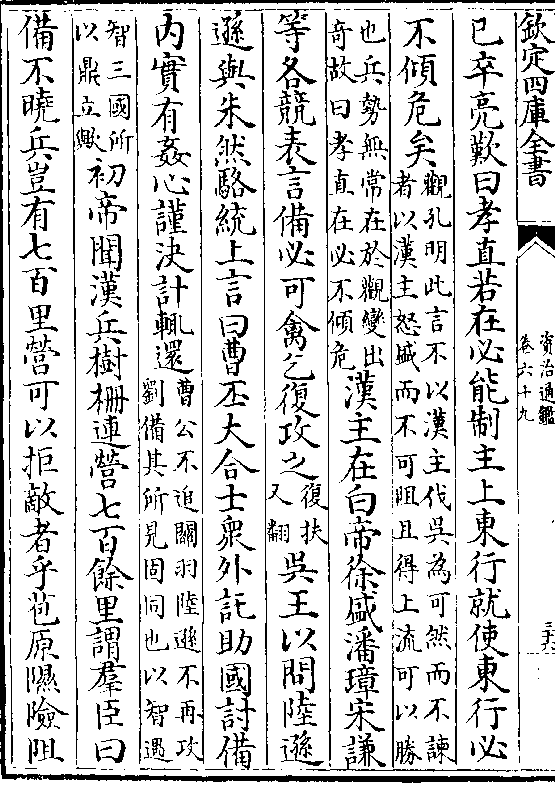 欽定四庫全書
資治通鑑
卷六十九
三六
已卒亮歎曰孝直若在必能制主上東行就使東行必
不傾危矣觀孔明此言不以漢主伐吳為可然而不諫
者以漢主怒盛而不可阻且得上流可以勝
也兵勢無常在於觀變出
奇故曰孝直在必不傾危漢主在白帝徐盛潘璋宋謙
等各競表言備必可禽乞復攻之復扶
又翻吳王以問陸遜
遜與朱然駱統上言曰曹丕大合士衆外託助國討備
内實有姦心謹決計輒還曹公不追關羽陸遜不再攻
劉備其所見固同也以智遇
智三國所
以鼎立歟初帝聞漢兵樹柵連營七百餘里謂羣臣曰
備不曉兵豈有七百里營可以拒敵者乎苞原隰險阻